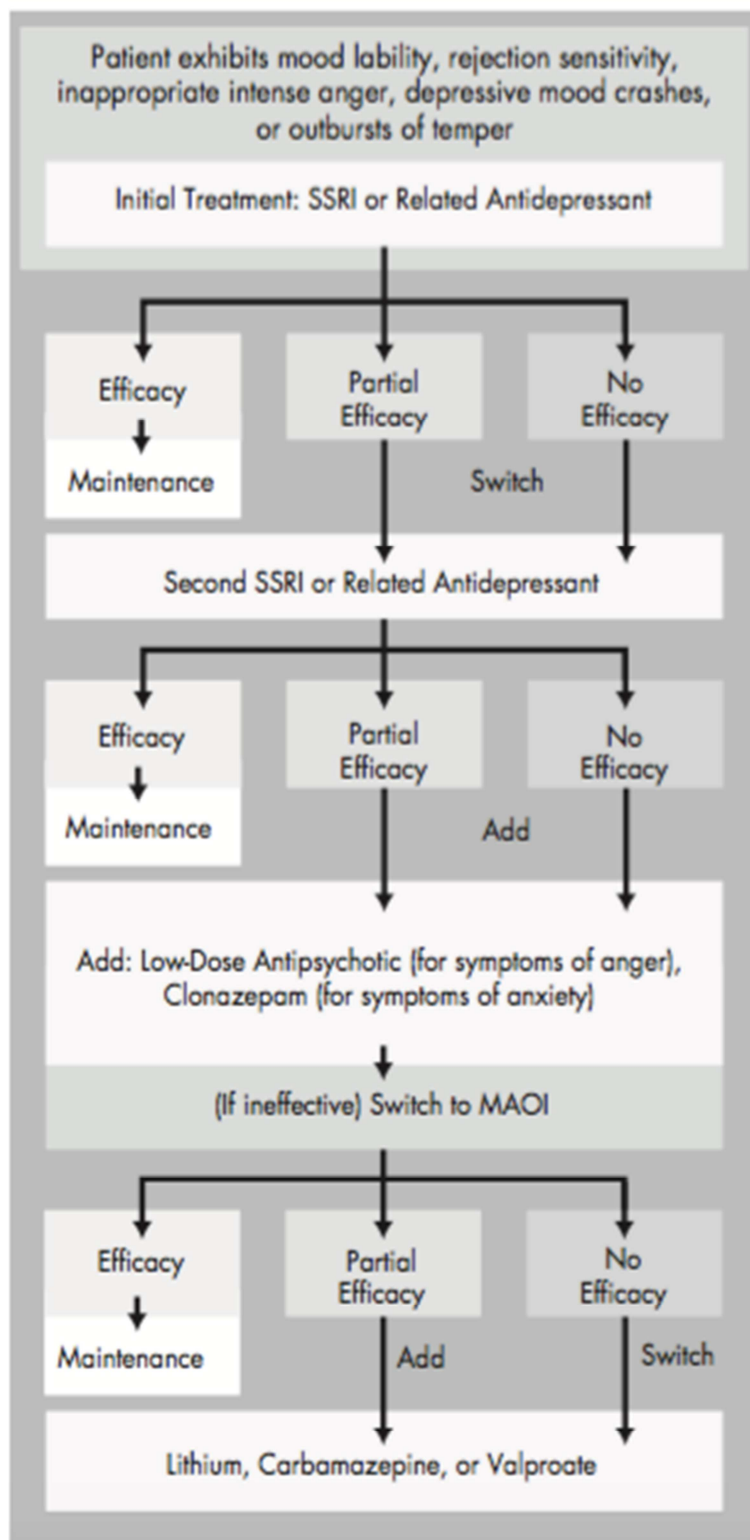 Patient exhibits mood lability, rejection sensitivity,
inappropriate intense anger, depressive mood crashes,
or outbursts of temper
Initial Treatment: SSRI or Related Antidepressant
Efficacy
Maintenance
Partial
Efficacy
No
Efficacy
Switch
Second SSRI or Related Antidepressant
Efficacy
Maintenance
Partial
Efficacy
No
Efficacy
Add
Add: Low-Dose Antipsychotic (for symptoms of anger),
Clonazepam (for symptoms of anxiety)
(If ineffective) Switch to MAOI
Efficacy
Maintenance
Partial
Efficacy
Add
No
Efficacy
Switch
Lithium, Carbamazepine, or Valproate